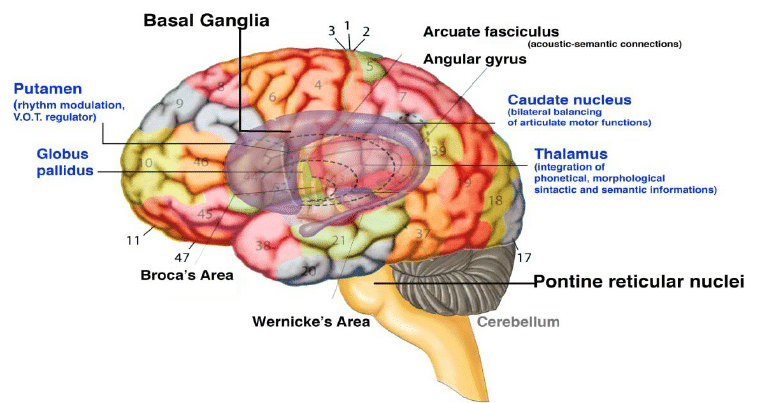 Basal Ganglia
3 1 2
Arcuate fasciculus
(acoustic-semantic connections)
Angular gyrus
Putamen
(rhythm modulation,
V.O.T. regulator)
Globus
pallidus
Caudate nucleus
(bilateral balancing
of articulate motor functions)
Thalamus
(integration of
phonetical, morphological
sintactic and semantic informations)
8
9
6
4
5
7
10
46
39
19
18
45
38
21
37
20
11
47
17
Broca's Area
Wernicke's Area
Pontine reticular nuclei
Cerebellum